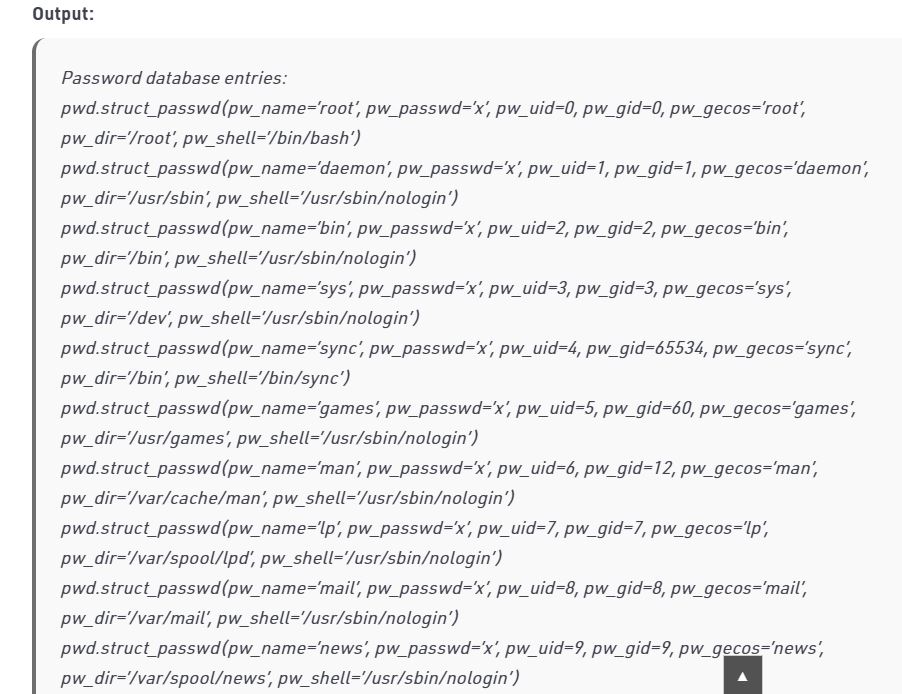 Output:
Password database entries:
pwd.struct_passwd(pw_name=’root’, pw_passwd=’x’, pw_uid=0, pw_gid=0, pw_gecos=’root’,
pw_dir=’/root’, pw_shell=’/bin/bash’)
pwd.struct_passwd(pw_name=’daemon’, pw_passwd=’x’, pw_uid=1, pw_gid=1, pw_gecos=’daemon’,
pw_dir=’/usr/sbin’, pw_shell=’/usr/sbin/nologin’)
pwd.struct_passwd(pw_name=’bin’, pw_passwd=’x’, pw_uid=2, pw_gid=2, pw_gecos=’bin’,
pw_dir=’/bin’, pw_shell=’/usr/sbin/nologin’)
pwd.struct_passwd(pw_name=’sys’, pw_passwd=’x’, pw_uid=3, pw_gid=3, pw_gecos=’sys’,
pw_dir=’/dev’, pw_shell=’/usr/sbin/nologin’)
pwd.struct_passwd(pw_name=’sync’, pw_passwd=’x’, pw_uid=4, pw_gid=65534, pw_gecos=’sync’,
pw_dir=’/bin’, pw_shell=’/bin/sync’)
pwd.struct_passwd(pw_name=’games’, pw_passwd=’x’, pw_uid=5, pw_gid=60, pw_gecos=’games’,
pw_dir=’/usr/games’, pw_shell=’/usr/sbin/nologin’)
pwd.struct_passwd(pw_name=’man’, pw_passwd=’x’, pw_uid=6, pw_gid=12, pw_gecos=’man’,
pw_dir=’/var/cache/man’, pw_shell=’/usr/sbin/nologin’)
pwd.struct_passwd(pw_name=’lp’, pw_passwd=’x’, pw_uid=7, pw_gid=7, pw_gecos=’lp’,
pw_dir=’/var/spool/lpd’, pw_shell=’/usr/sbin/nologin’)
pwd.struct_passwd(pw_name=’mail’, pw_passwd=’x’, pw_uid=8, pw_gid=8, pw_gecos=’mail’,
pw_dir=’/var/mail’, pw_shell=’/usr/sbin/nologin’)
pwd.struct_passwd(pw_name=’news’, pw_passwd=’x’, pw_uid=9, pw_gid=9, pw_gecos=’news’,
pw_dir=’/var/spool/news’, pw_shell=’/usr/sbin/nologin’)